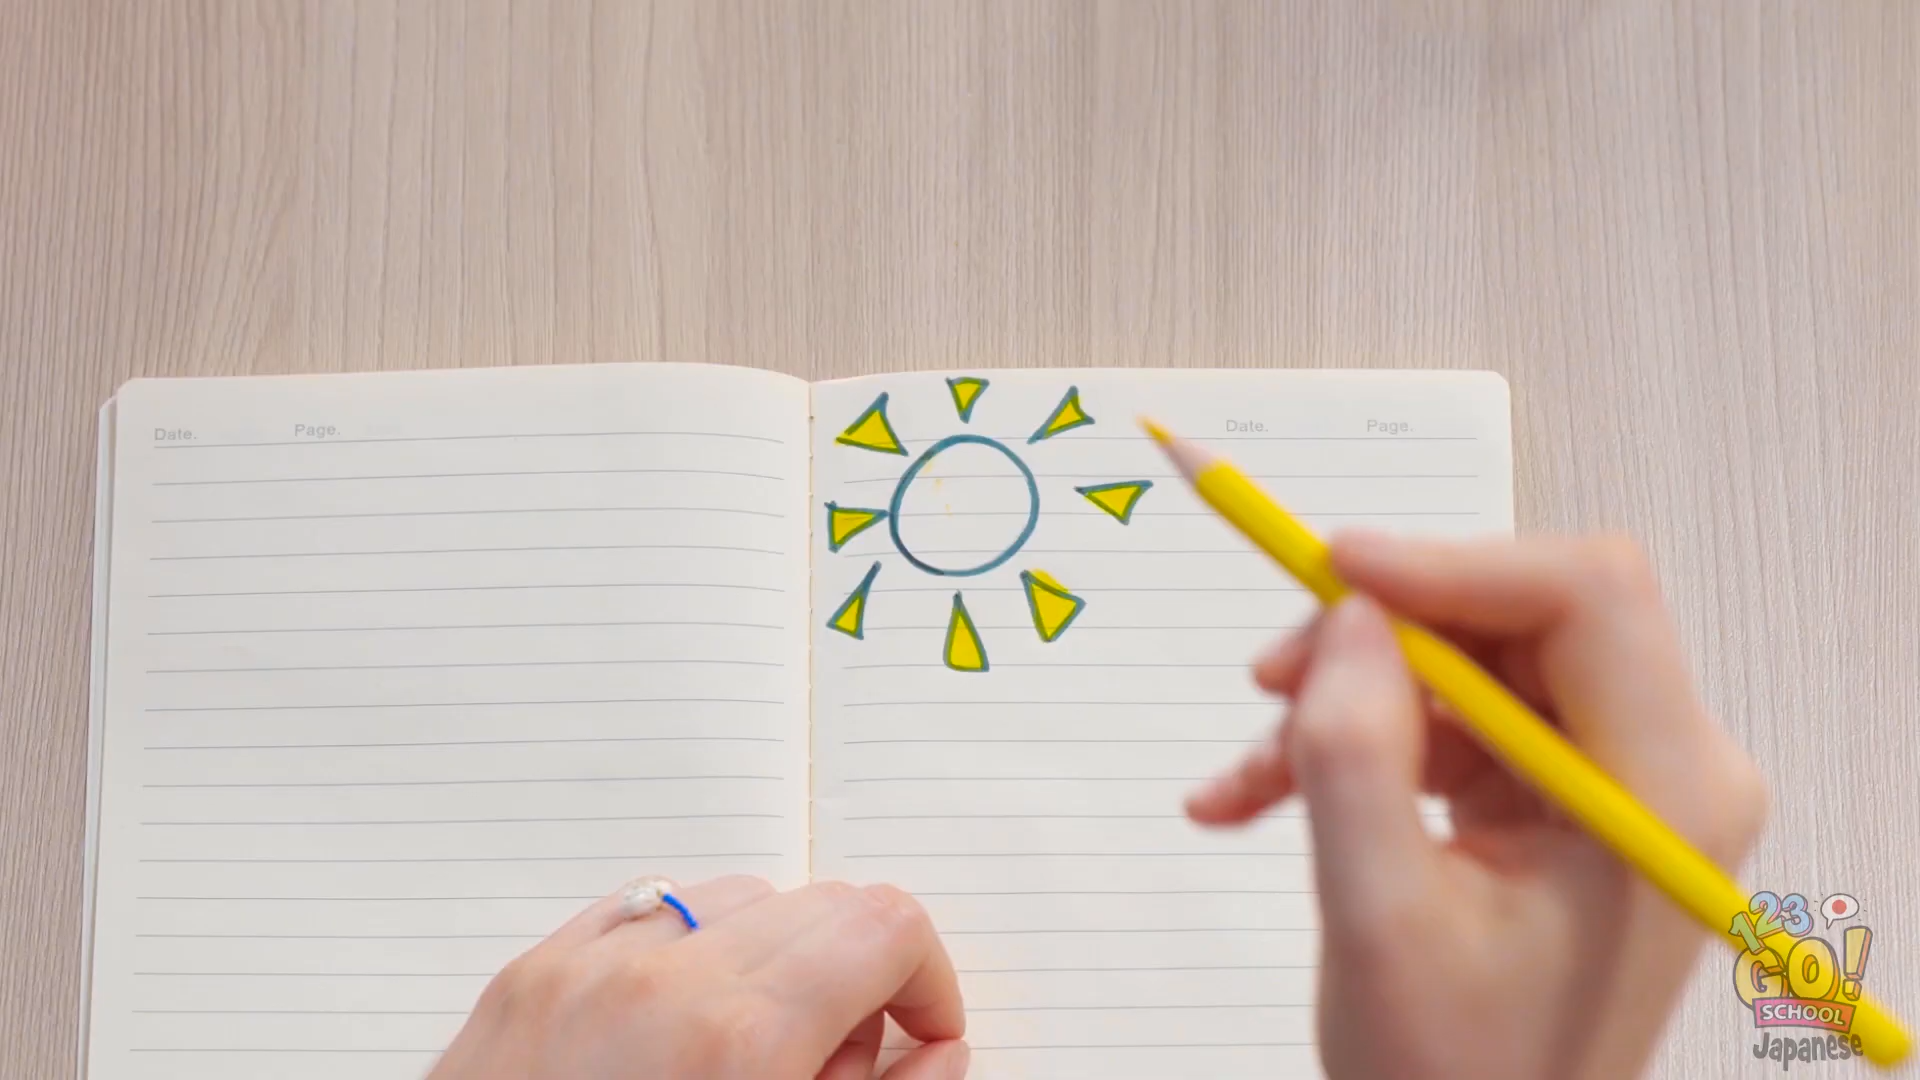 Date. Page.
Date. Page.
123
GO!
SCHOOL
Japanese